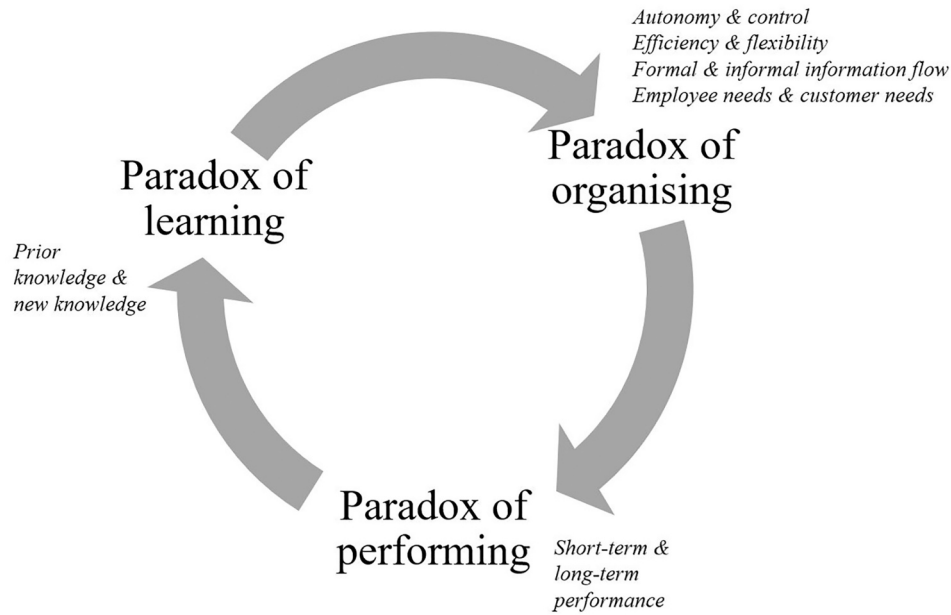 Autonomy & control
Efficiency & flexibility
Formal & informal information flow
Employee needs & customer needs
Paradox of
organising
Paradox of
learning
Prior
knowledge &
new knowledge
Paradox of
performing
Short-term &
long-term
performance